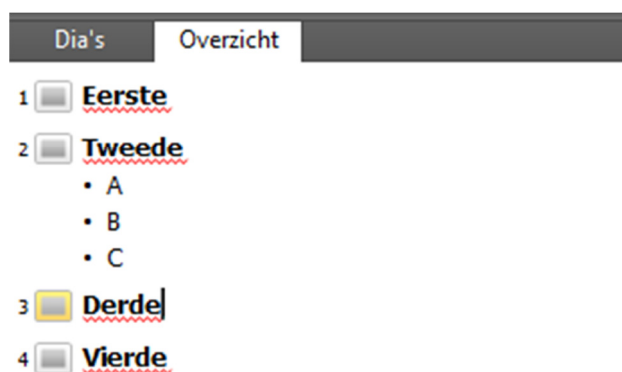 Dia's Overzicht
1 Eerste
2 Tweede
• A
• B
• C
3 Derde
4 Vierde